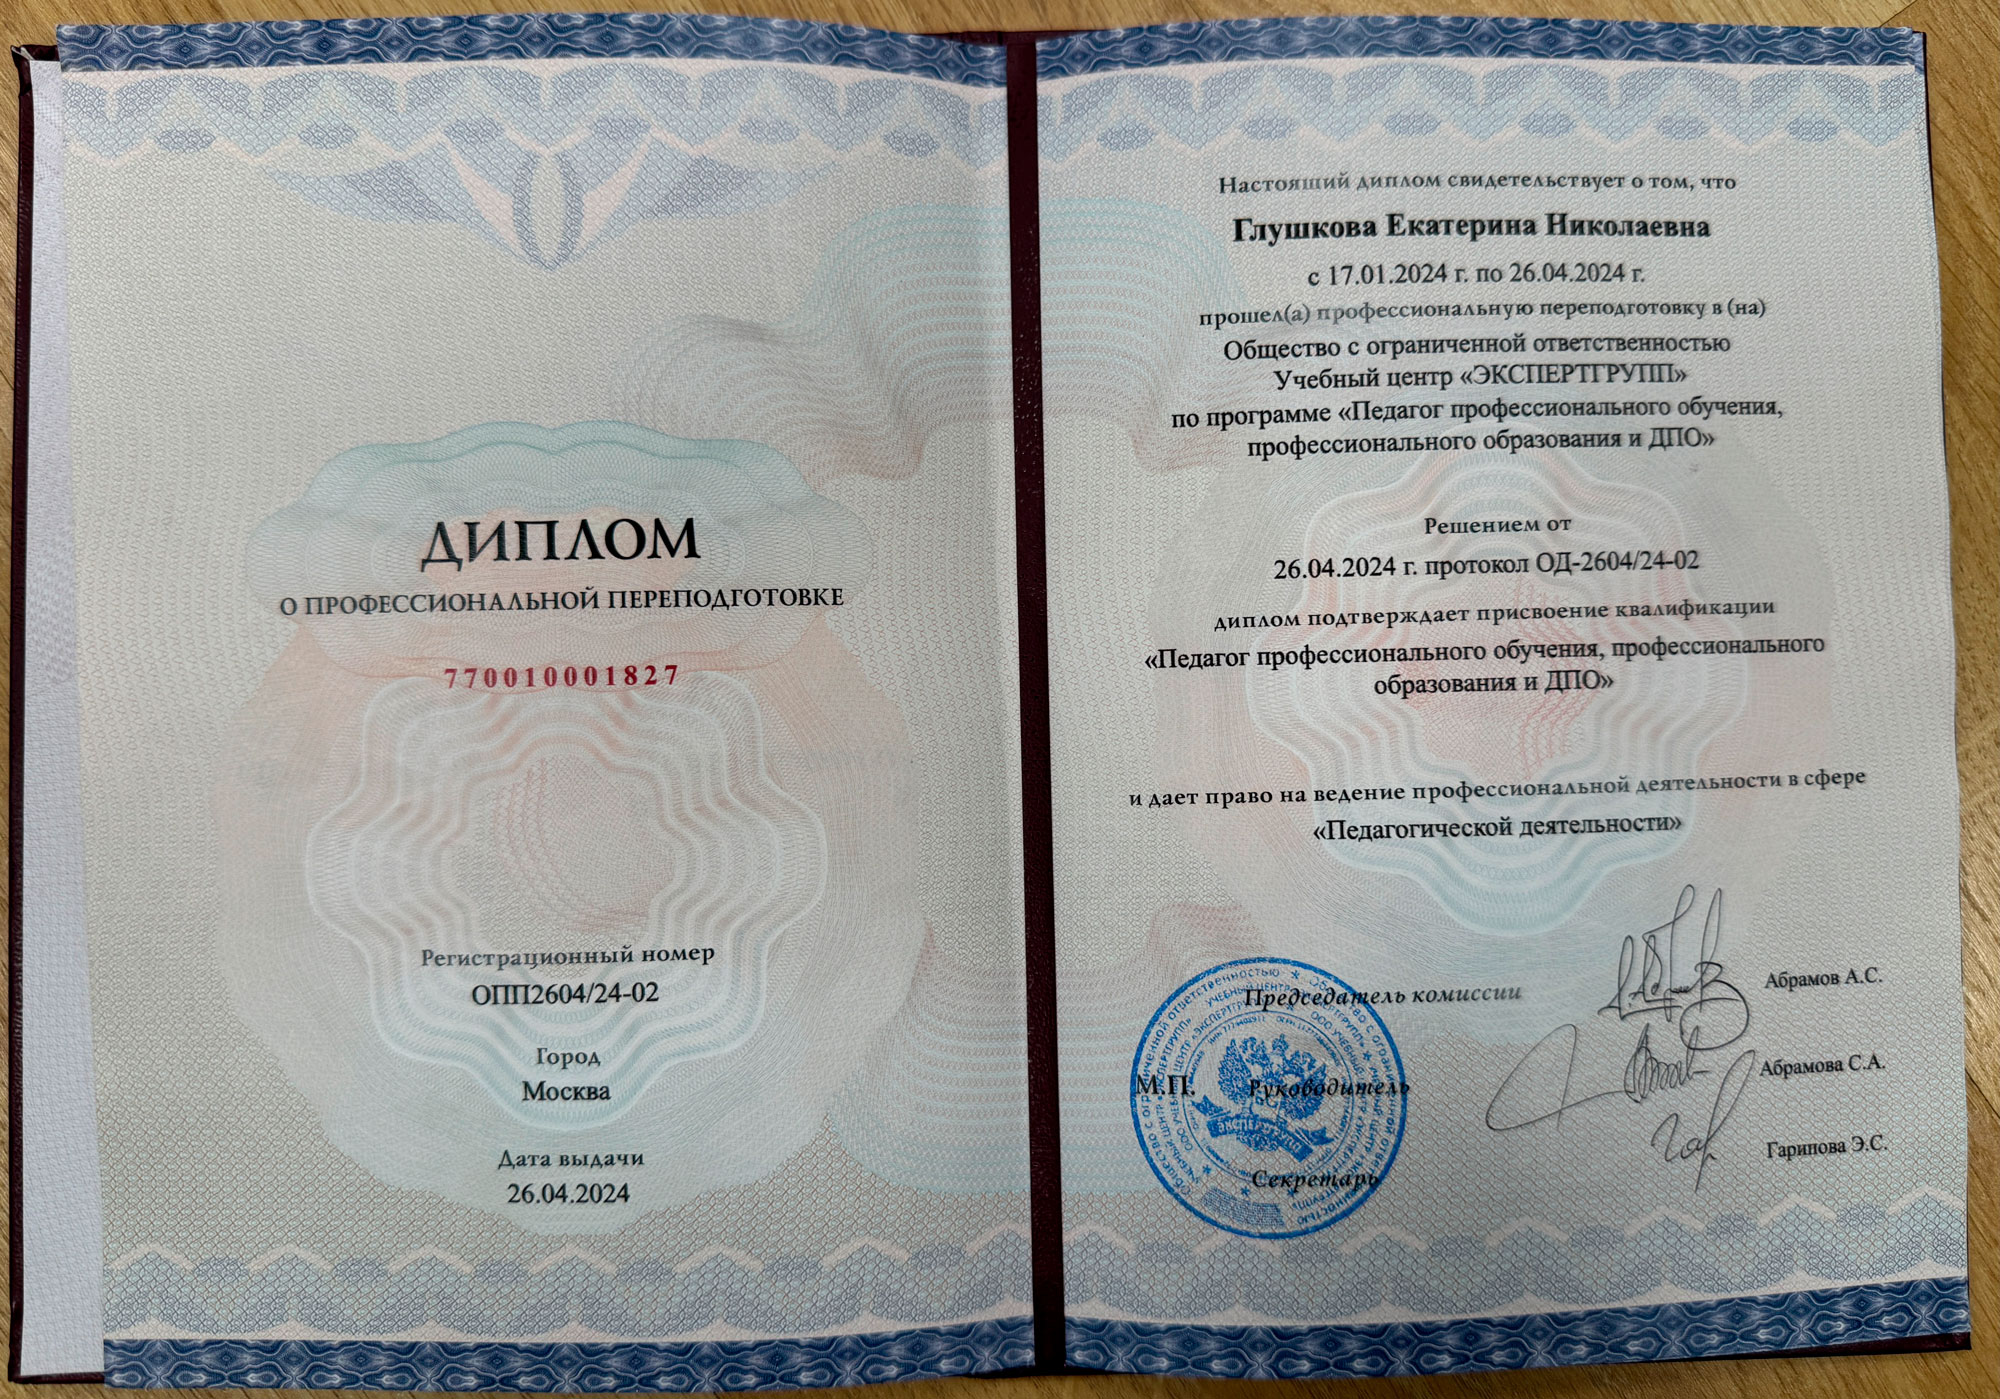 ДИПЛОМ
О ПРОФЕССИОНАЛЬНОЙ ПЕРЕПОДГОТОВКЕ
770010001827
Регистрационный номер
ОПП2604/24-02
Город
Москва
Дата выдачи
26.04.2024
Настоящий диплом свидетельствует о том, что
Глушкова Екатерина Николаевна
с 17.01.2024 г. по 26.04.2024 г.
прошел(а) профессиональную переподготовку в (на)
Общество с ограниченной ответственностью
Учебный центр «ЭКСПЕРТГРУПП»
по программе «Педагог профессионального обучения,
профессионального образования и ДПО»
Решением от
26.04.2024 г. протокол ОД-2604/24-02
диплом подтверждает присвоение квалификации
«Педагог профессионального обучения, профессионального
образования и ДПО»
и дает право на ведение профессиональной деятельности в сфере
«Педагогической деятельности»
Председатель комиссии
Абрамов А.С.
М.П.
Руководитель
Абрамова С.А.
Секретарь
Гаринова Э.С.
ЭКСПЕРТГРУПП